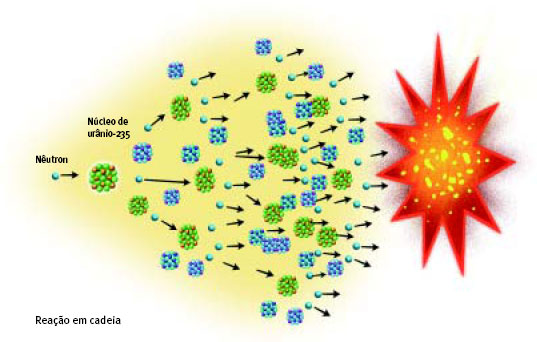 Núcleo de
urânio-235
Nêutron
Reação em cadeia